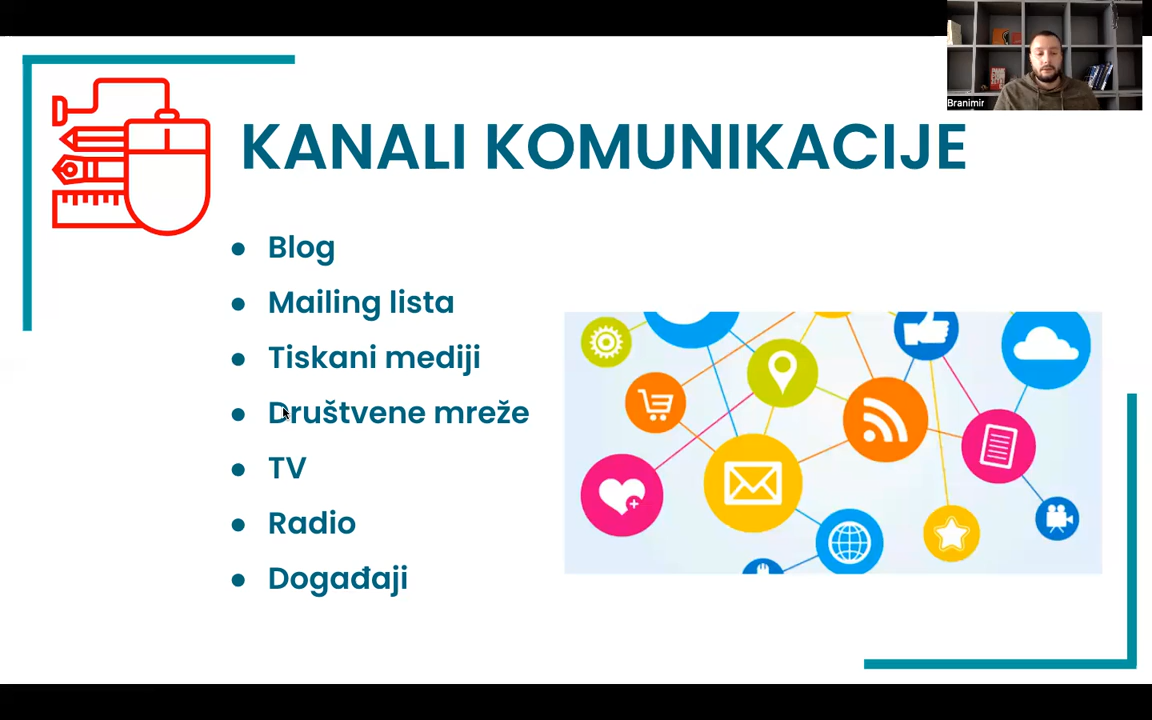 Branimir
KANALI KOMUNIKACIJE
Blog
Mailing lista
Tiskani mediji
Društvene mreže
TV
Radio
Događaji